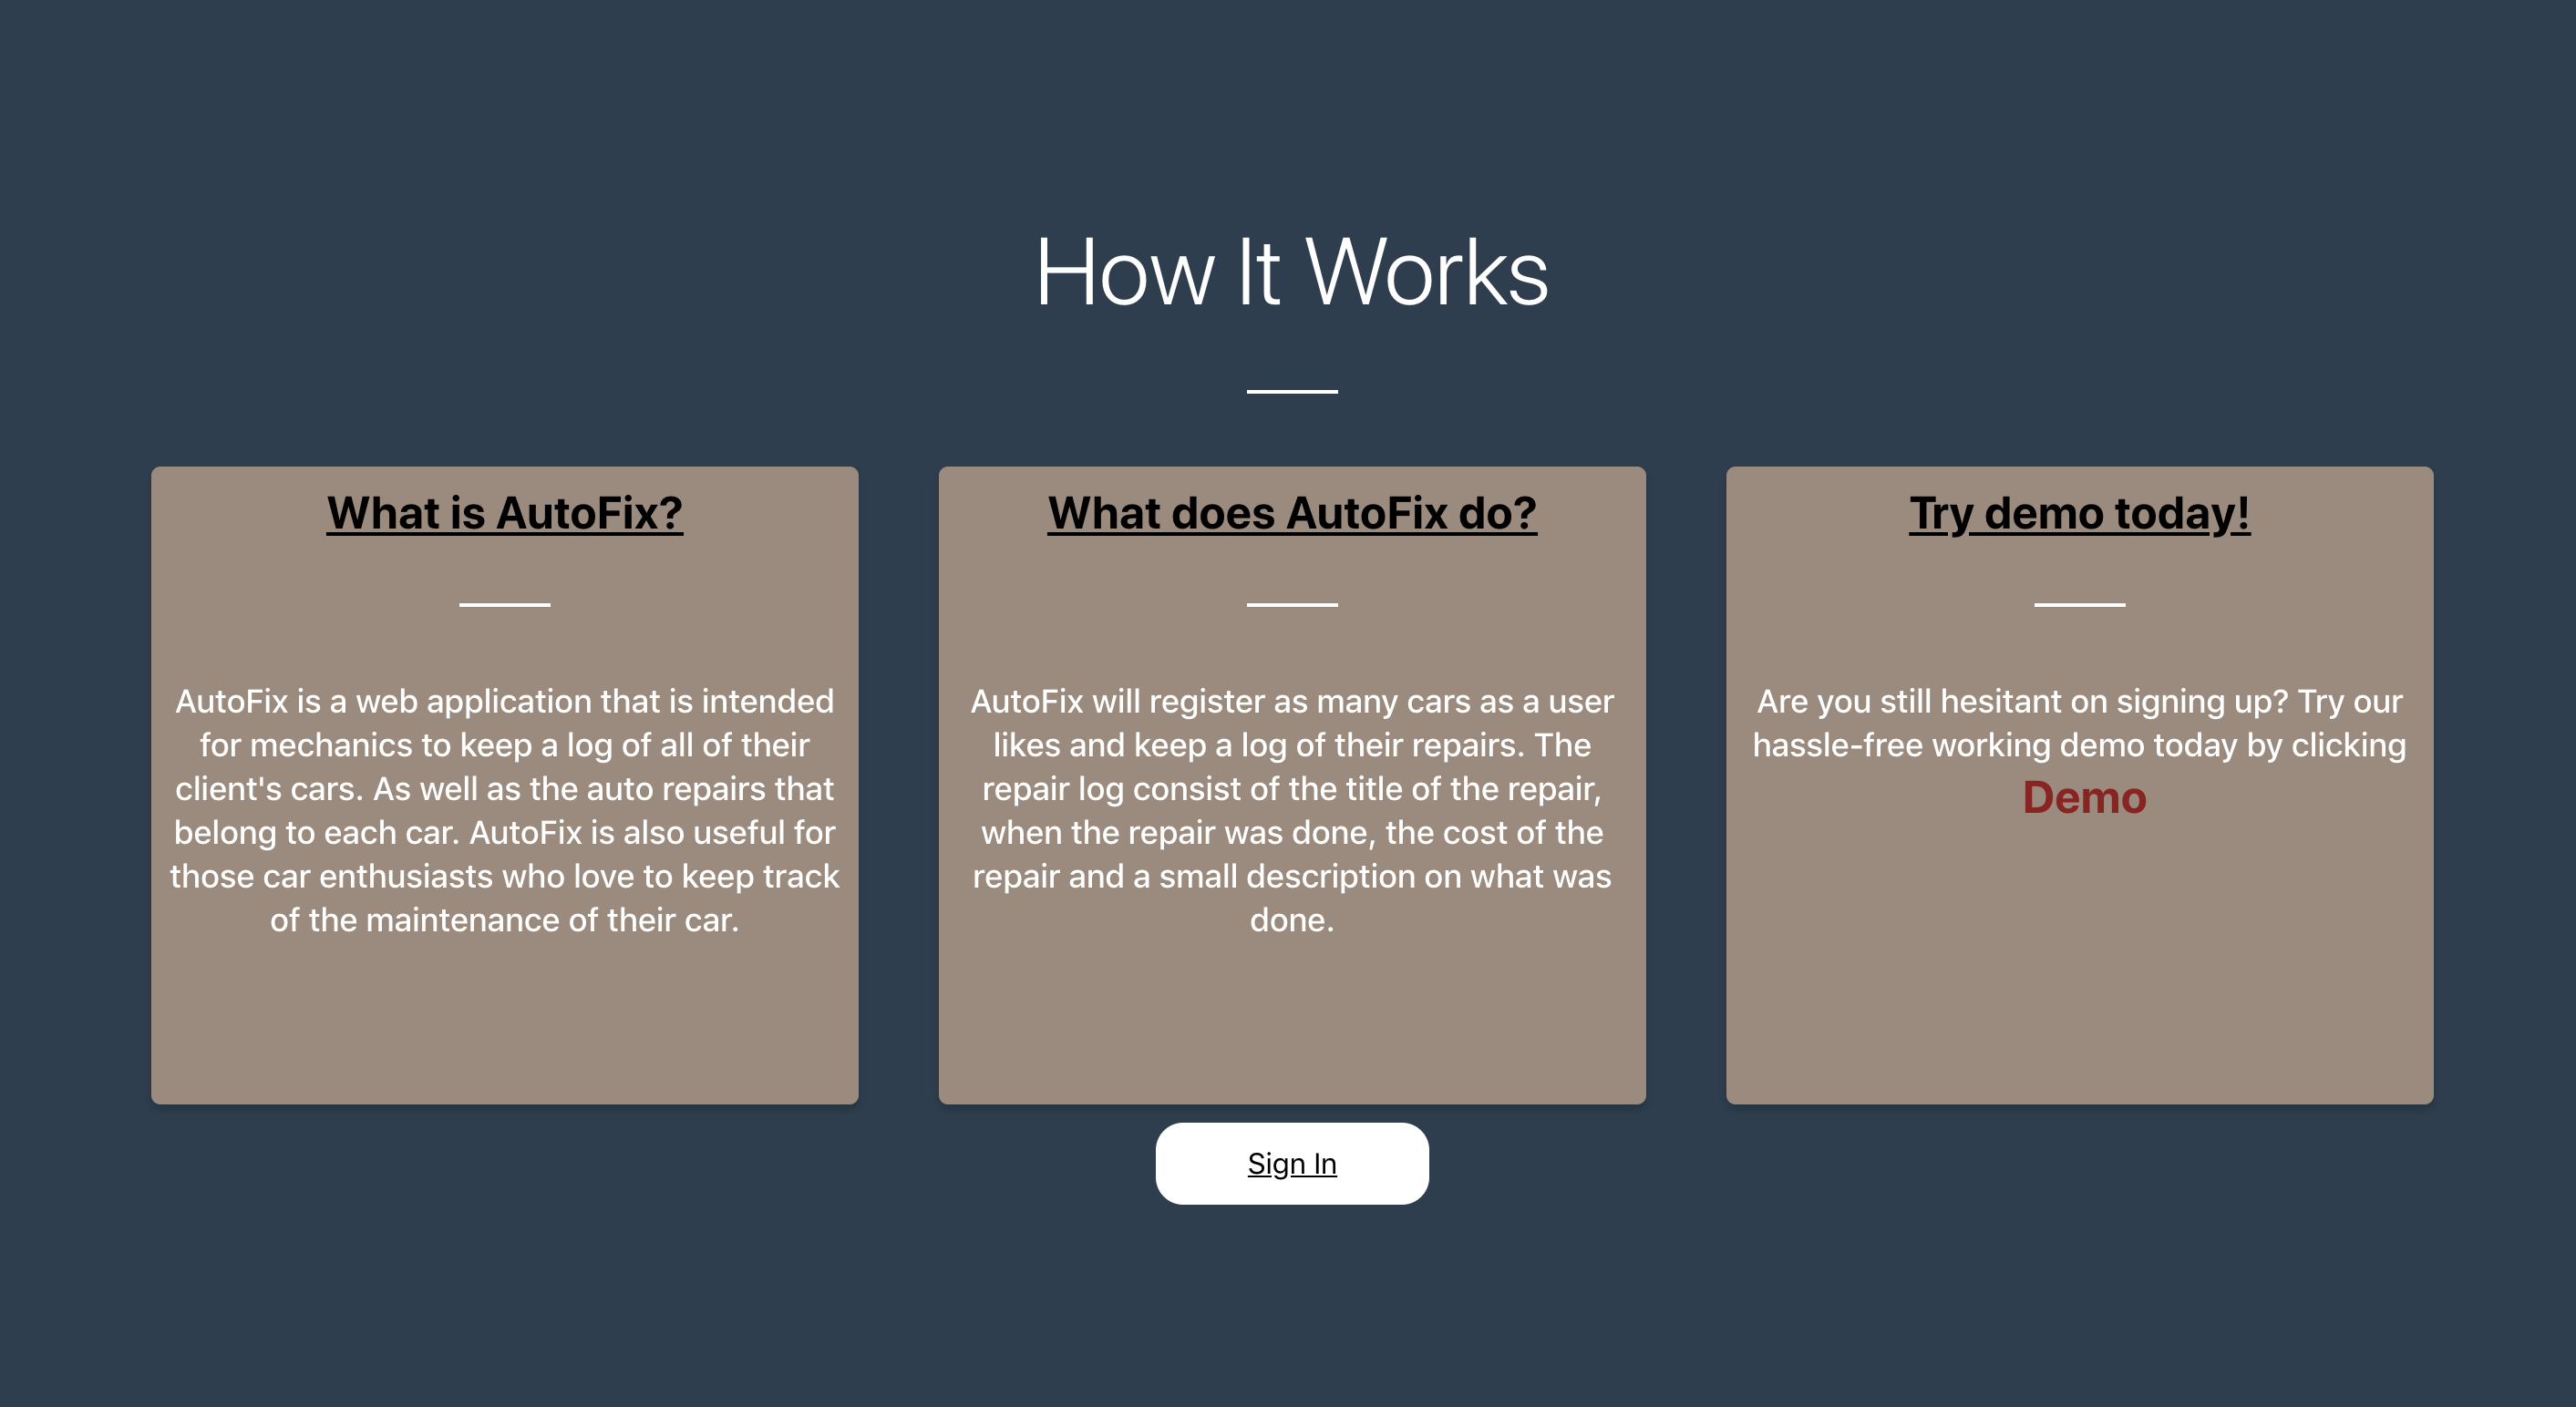 How It Works
What is AutoFix?
AutoFix is a web application that is intended
for mechanics to keep a log of all of their
client's cars. As well as the auto repairs that
belong to each car. AutoFix is also useful for
those car enthusiasts who love to keep track
of the maintenance of their car.
What does AutoFix do?
AutoFix will register as many cars as a user
likes and keep a log of their repairs. The
repair log consist of the title of the repair,
when the repair was done, the cost of the
repair and a small description on what was
done.
Try demo today!
Are you still hesitant on signing up? Try our
hassle-free working demo today by clicking
Demo
Sign In